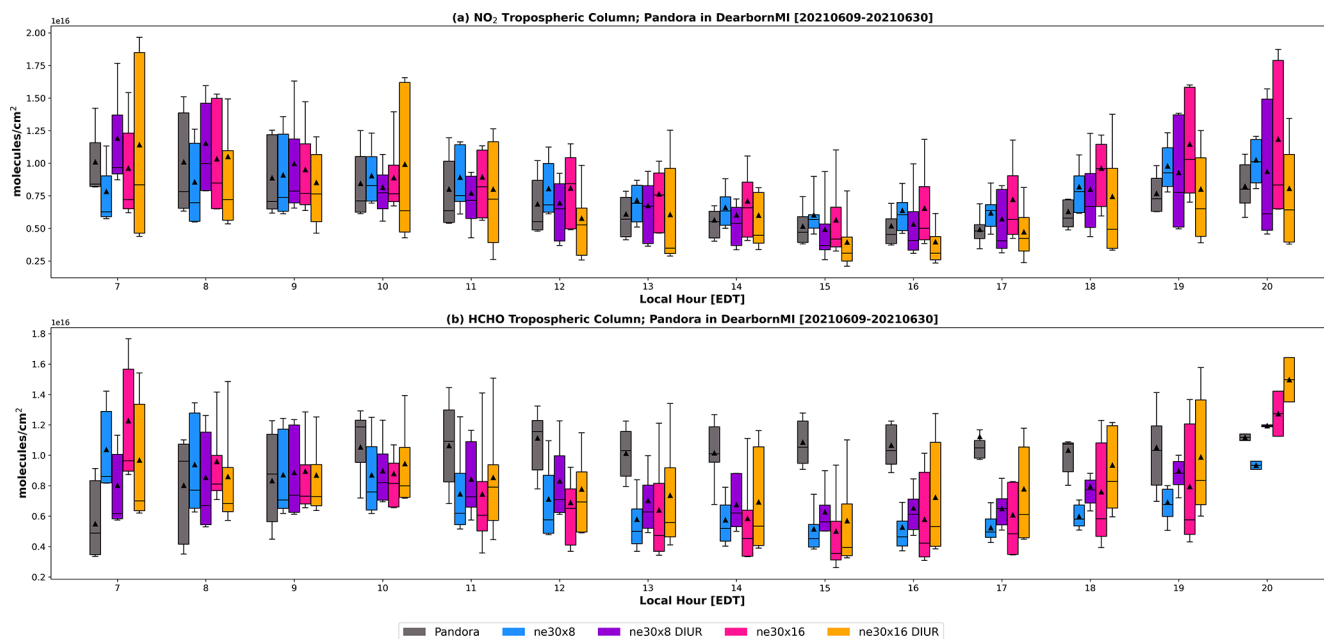 (a) NO₂ Tropospheric Column; Pandora in DearbornMI [20210609-20210630]
1e16
2.00
1.75
1.50
1.25
1.00
0.75
0.50
0.25
molecules/cm²
7 8 9 10 11 12 13 14 15 16 17 18 19 20
Local Hour [EDT]
(b) HCHO Tropospheric Column; Pandora in DearbornMI [20210609-20210630]
1e16
1.8
1.6
1.4
1.2
1.0
0.8
0.6
0.4
0.2
molecules/cm²
7 8 9 10 11 12 13 14 15 16 17 18 19 20
Local Hour [EDT]
Pandora ne30x8 ne30x8 DIUR ne30x16 ne30x16 DIUR